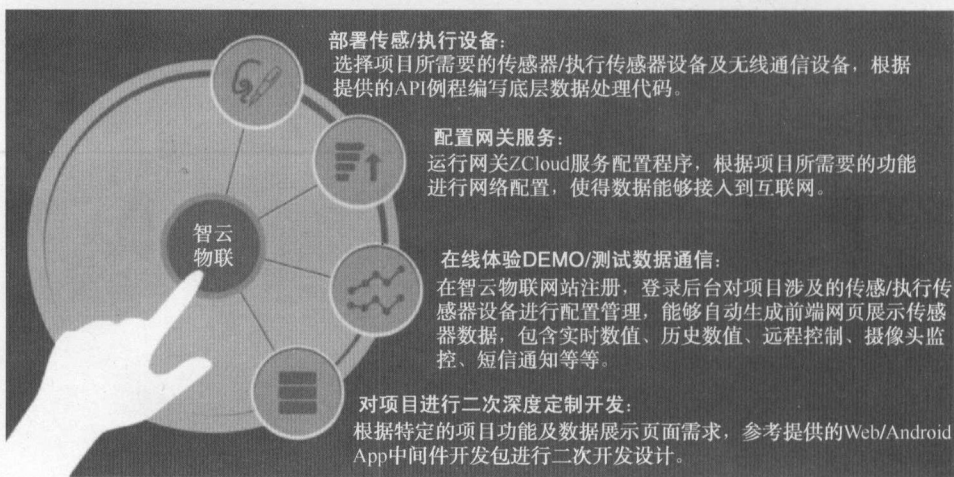 部署传感/执行设备：
选择项目所需要的传感器/执行传感器设备及无线通信设备，根据
提供的API例程编写底层数据处理代码。
配置网关服务：
运行网关ZCloud服务配置程序，根据项目所需要的功能
进行网络配置，使得数据能够接入到互联网。
智云
物联
在线体验DEMO/测试数据通信：
在智云物联网站注册，登录后台对项目涉及的传感/执行传
感器设备进行配置管理，能够自动生成前端网页展示传感
器数据，包含实时数值、历史数值、远程控制、摄像头监
控、短信通知等等。
对项目进行二次深度定制开发：
根据特定的项目功能及数据展示页面需求，参考提供的Web/Android
App中间件开发包进行二次开发设计。